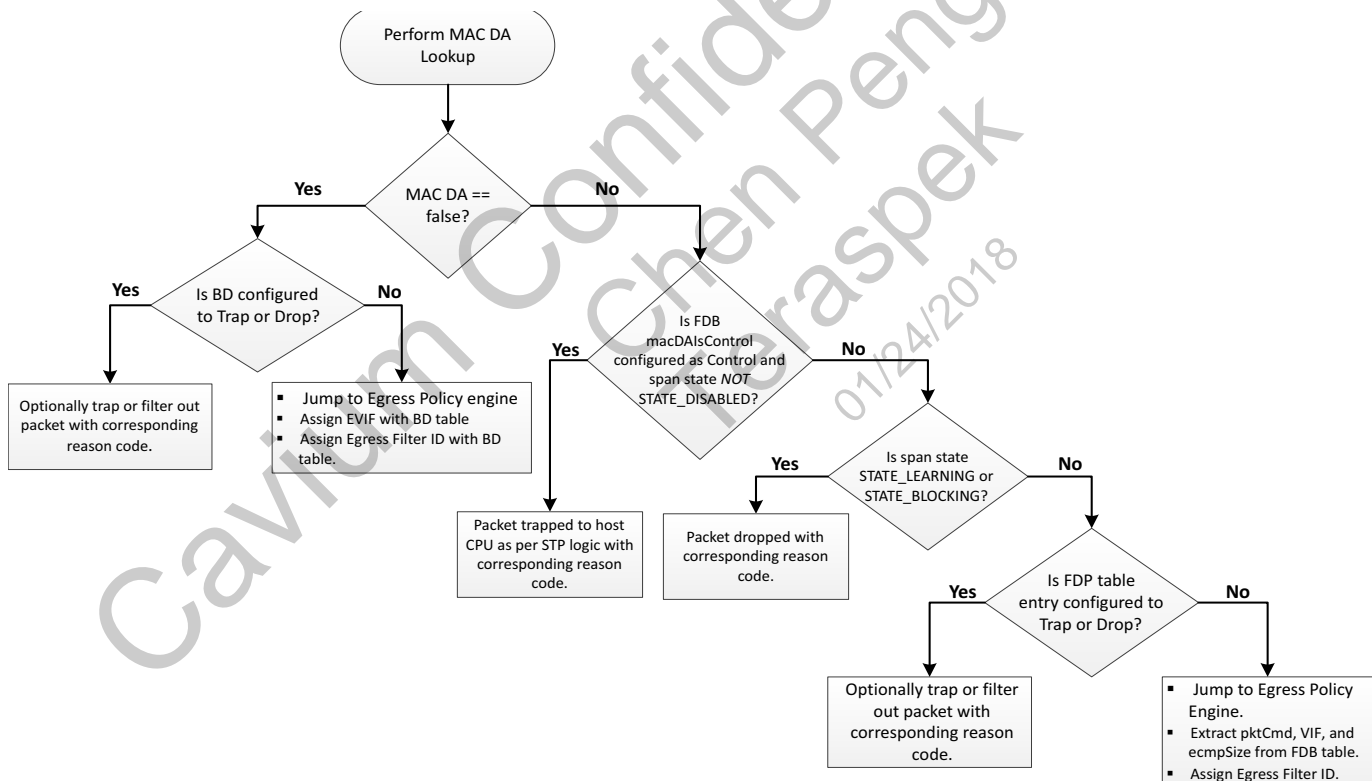 Perform MAC DA
Lookup
MAC DA ==
false?
Yes
No
Is BD configured
to Trap or Drop?
Yes
No
Optionally trap or filter out
packet with corresponding
reason code.
▪ Jump to Egress Policy engine
▪ Assign EVIF with BD table
▪ Assign Egress Filter ID with BD
table.
Is FDB
macDAIsControl
configured as Control and
span state NOT
STATE_DISABLED?
Yes
No
Packet trapped to host
CPU as per STP logic with
corresponding reason
code.
Is span state
STATE_LEARNING or
STATE_BLOCKING?
Yes
No
Packet dropped with
corresponding reason
code.
Is FDP table
entry configured to
Trap or Drop?
Yes
No
Optionally trap or filter
out packet with
corresponding reason
code.
▪ Jump to Egress Policy
Engine.
▪ Extract pktCmd, VIF, and
ecmpSize from FDB table.
▪ Assign Egress Filter ID.
Cavium Confide
Chen Peng
Teraspek
01/24/2018